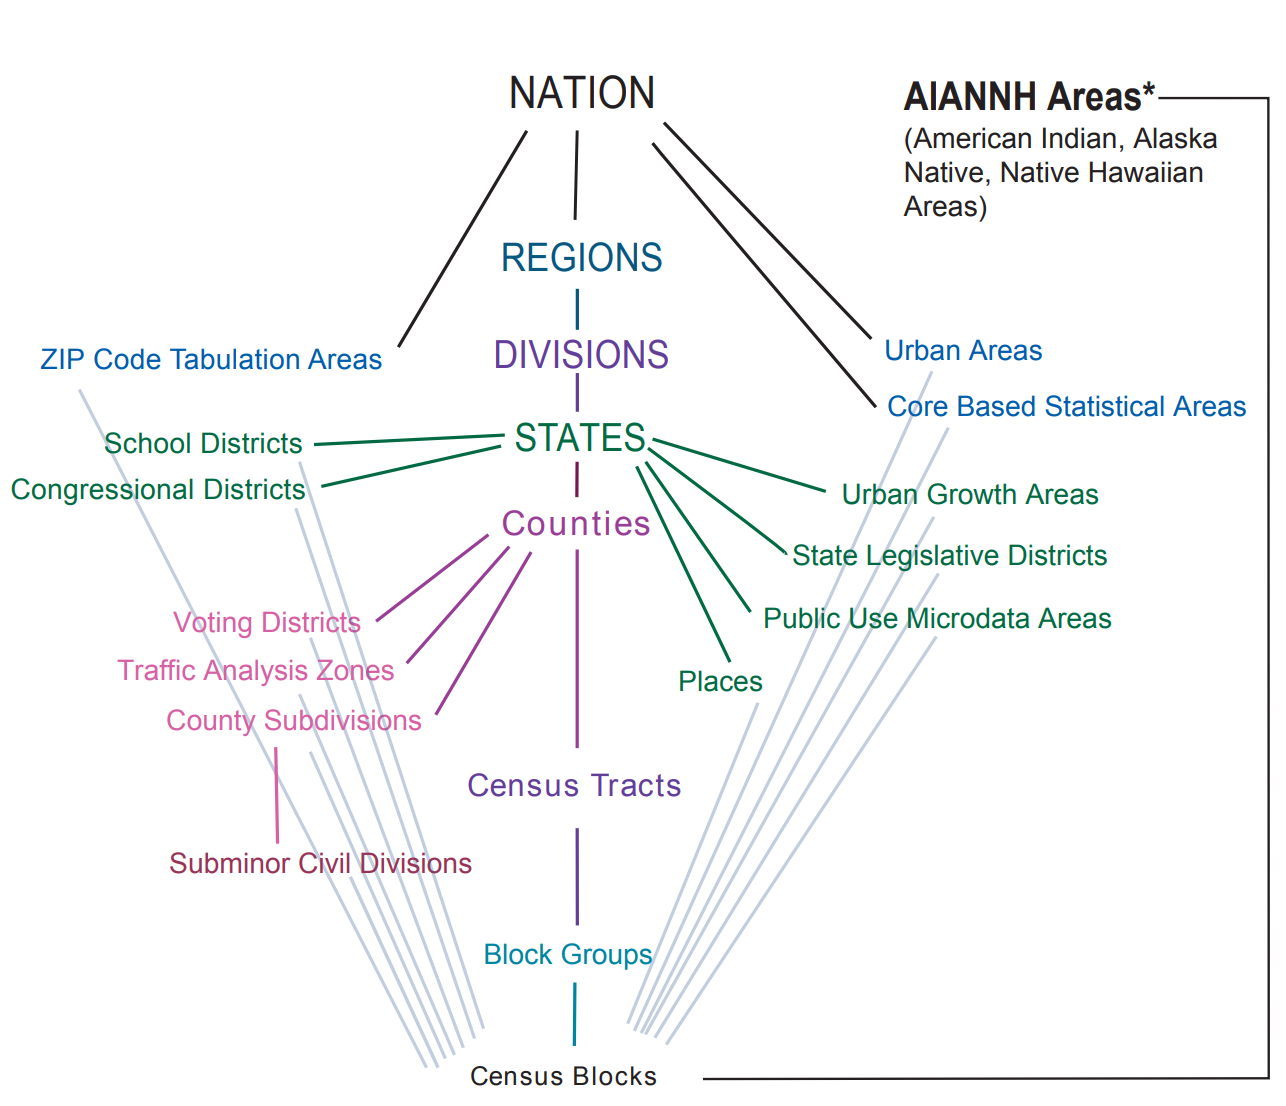 NATION
AIANNH Areas*
(American Indian, Alaska
Native, Native Hawaiian
Areas)
REGIONS
DIVISIONS
ZIP Code Tabulation Areas
Urban Areas
Core Based Statistical Areas
STATES
School Districts
Congressional Districts
Urban Growth Areas
State Legislative Districts
Public Use Microdata Areas
Places
Counties
Voting Districts
Traffic Analysis Zones
County Subdivisions
Subminor Civil Divisions
Census Tracts
Block Groups
Census Blocks